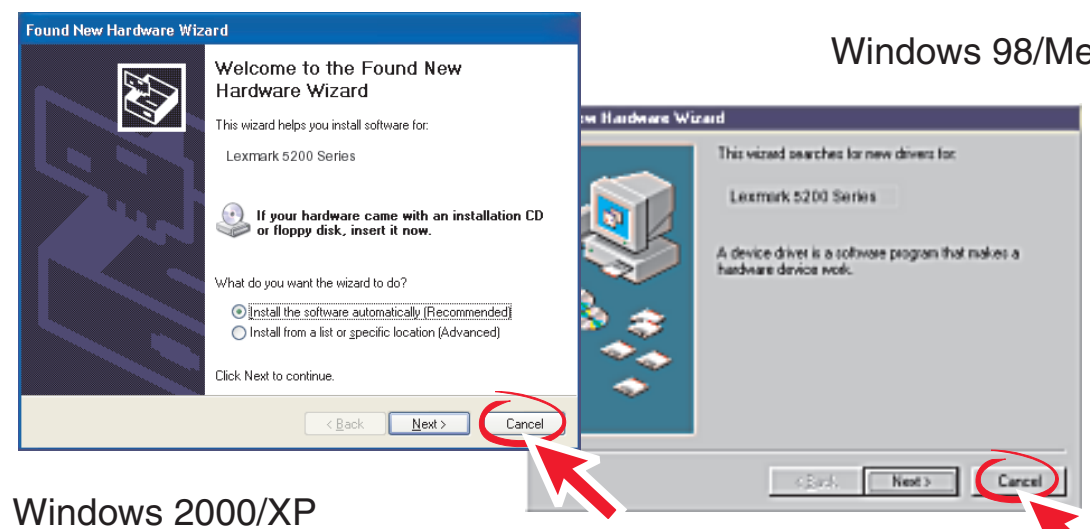 Found New Hardware Wizard
Welcome to the Found New
Hardware Wizard
This wizard helps you install software for:
Lexmark 5200 Series
If your hardware came with an installation CD
or floppy disk, insert it now.
What do you want the wizard to do?
Install the software automatically (Recommended)
Install from a list or specific location (Advanced)
Click Next to continue.
< Back Next > Cancel
Windows 2000/XP
Windows 98/Me
Hardware Wizard
This wizard searches for new drivers for:
Lexmark 5200 Series
A device driver is a software program that makes a
hardware device work.
< Back Next > Cancel